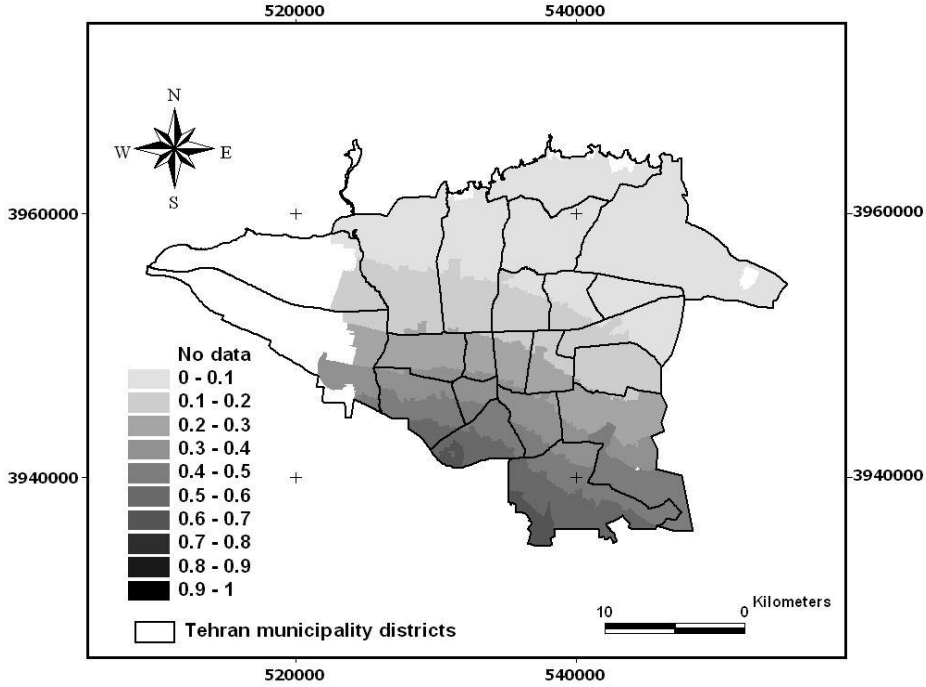 520000 540000
N
W E
S
3960000 3960000
No data
0 - 0.1
0.1 - 0.2
0.2 - 0.3
0.3 - 0.4
0.4 - 0.5
0.5 - 0.6
0.6 - 0.7
0.7 - 0.8
0.8 - 0.9
0.9 - 1
3940000 3940000
Tehran municipality districts
10 0 Kilometers
520000 540000